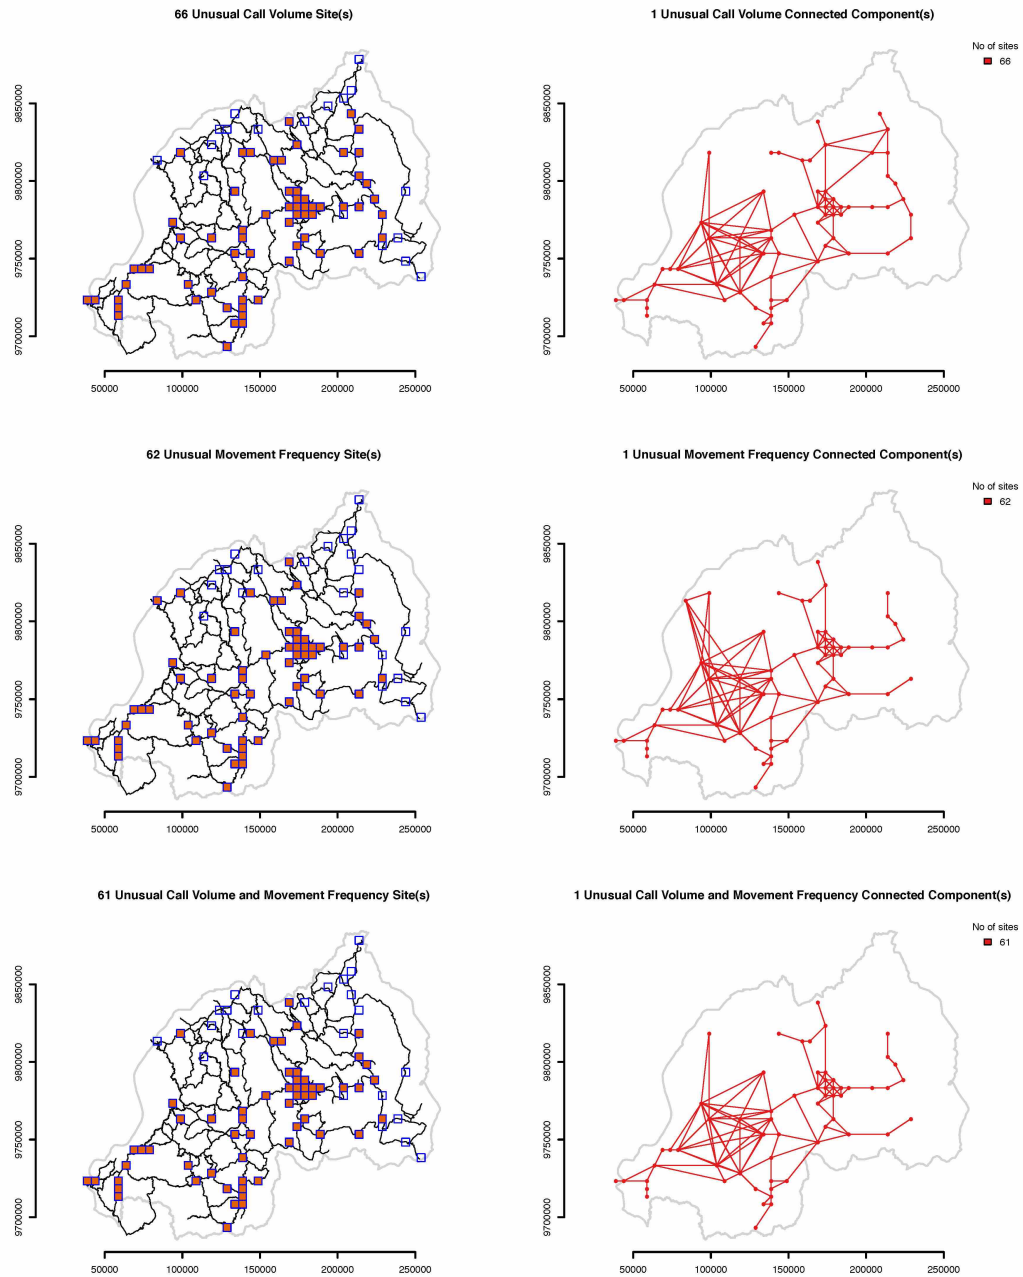 66 Unusual Call Volume Site(s)
1 Unusual Call Volume Connected Component(s)
No of sites
66
9850000
9800000
9750000
9700000
50000 100000 150000 200000 250000
9850000
9800000
9750000
9700000
50000 100000 150000 200000 250000
62 Unusual Movement Frequency Site(s)
1 Unusual Movement Frequency Connected Component(s)
No of sites
62
9850000
9800000
9750000
9700000
50000 100000 150000 200000 250000
9850000
9800000
9750000
9700000
50000 100000 150000 200000 250000
61 Unusual Call Volume and Movement Frequency Site(s)
1 Unusual Call Volume and Movement Frequency Connected Component(s)
No of sites
61
9850000
9800000
9750000
9700000
50000 100000 150000 200000 250000
9850000
9800000
9750000
9700000
50000 100000 150000 200000 250000